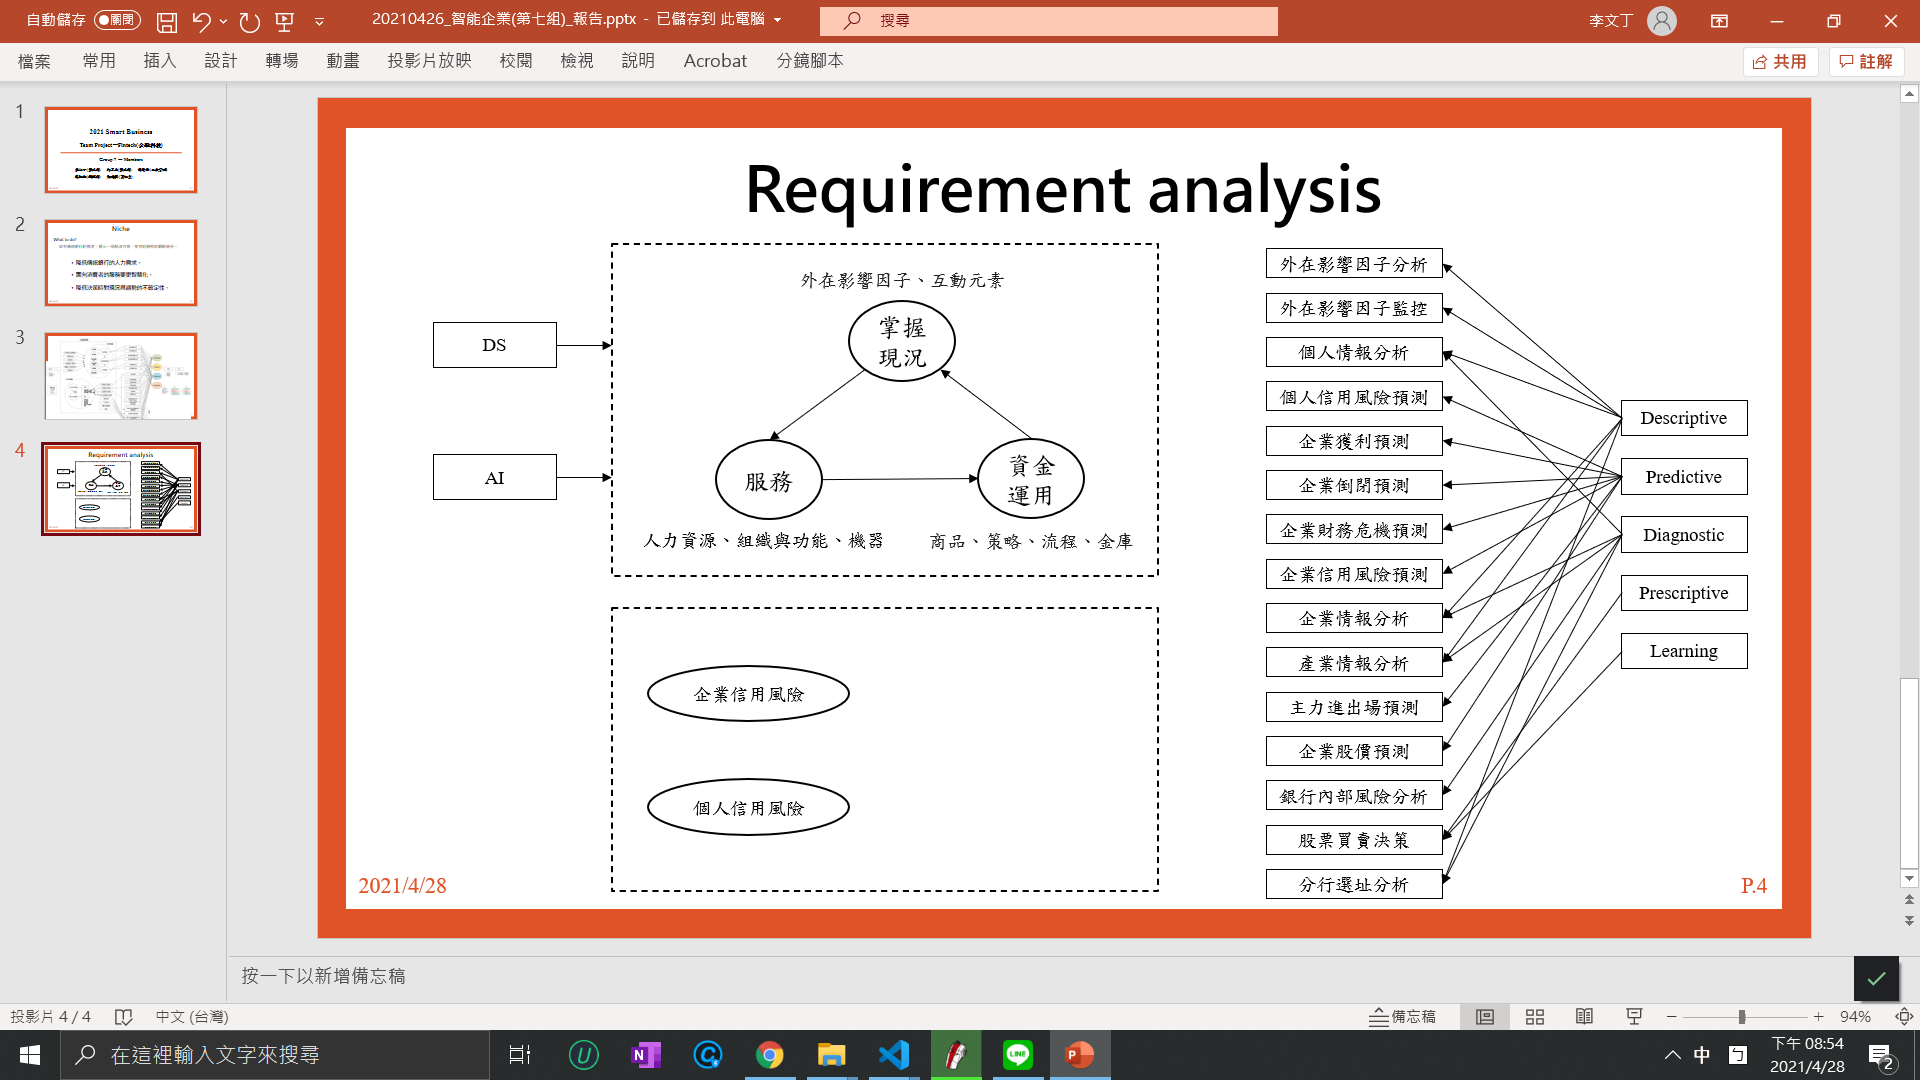 自動儲存 關閉
20210426_智能企業(第七組)_報告.pptx - 已儲存到 此電腦
搜尋
李文丁
檔案 常用 插入 設計 轉場 動畫 投影片放映 校閱 檢視 說明 Acrobat 分鏡腳本
共用 註解
1
2021 Smart Business
Group 7 — Members
2
Niche
What to do?
3
4
Requirement analysis
Requirement analysis
外在影響因子、互動元素
掌握
現況
DS
AI
服務
資金
運用
人力資源、組織與功能、機器
商品、策略、流程、金庫
企業信用風險
個人信用風險
外在影響因子分析
外在影響因子監控
個人情報分析
個人信用風險預測
企業獲利預測
企業倒閉預測
企業財務危機預測
企業信用風險預測
企業情報分析
產業情報分析
主力進出場預測
企業股價預測
銀行內部風險分析
股票買賣決策
分行選址分析
Descriptive
Predictive
Diagnostic
Prescriptive
Learning
2021/4/28
P.4
按一下以新增備忘稿
投影片 4 / 4
中文 (台灣)
備忘稿
94%
在這裡輸入文字來搜尋
中
下午 08:54
2021/4/28
2